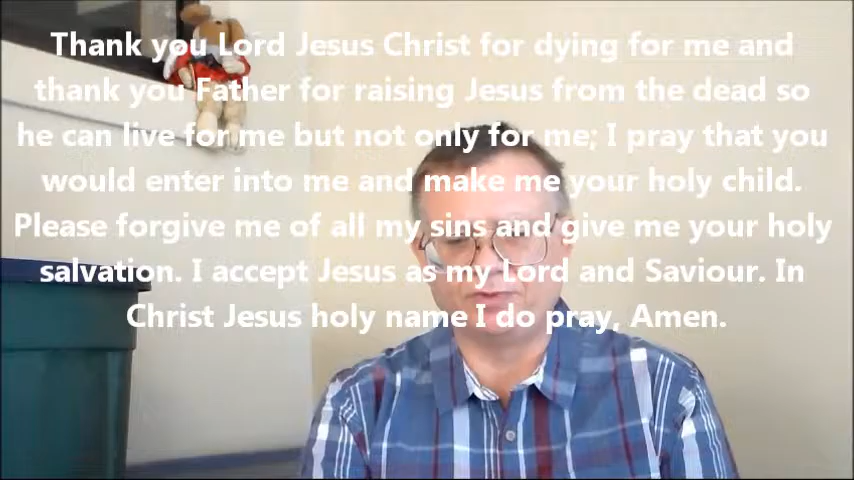 Thank you Lord Jesus Christ for dying for me and
thank you Father for raising Jesus from the dead so
he can live for me but not only for me; I pray that you
would enter into me and make me your holy child.
Please forgive me of all my sins and give me your holy
salvation. I accept Jesus as my Lord and Saviour. In
Christ Jesus holy name I do pray, Amen.